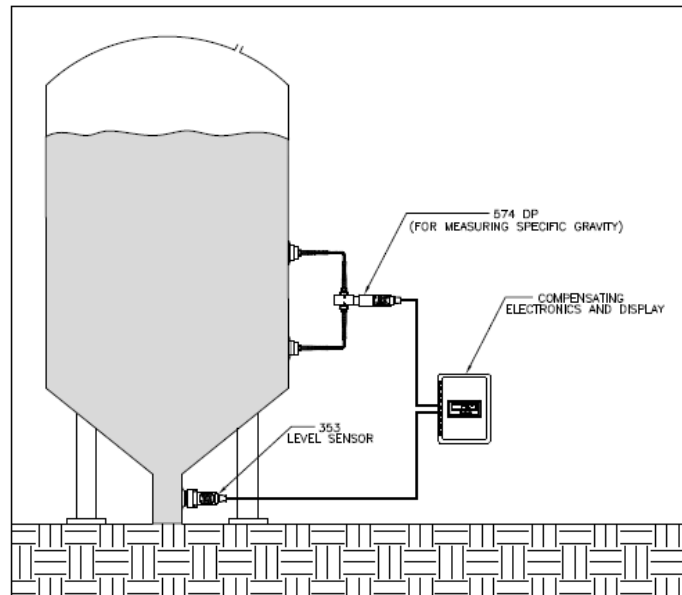 574 DP
(FOR MEASURING SPECIFIC GRAVITY)
COMPENSATING
ELECTRONICS AND DISPLAY
353
LEVEL SENSOR